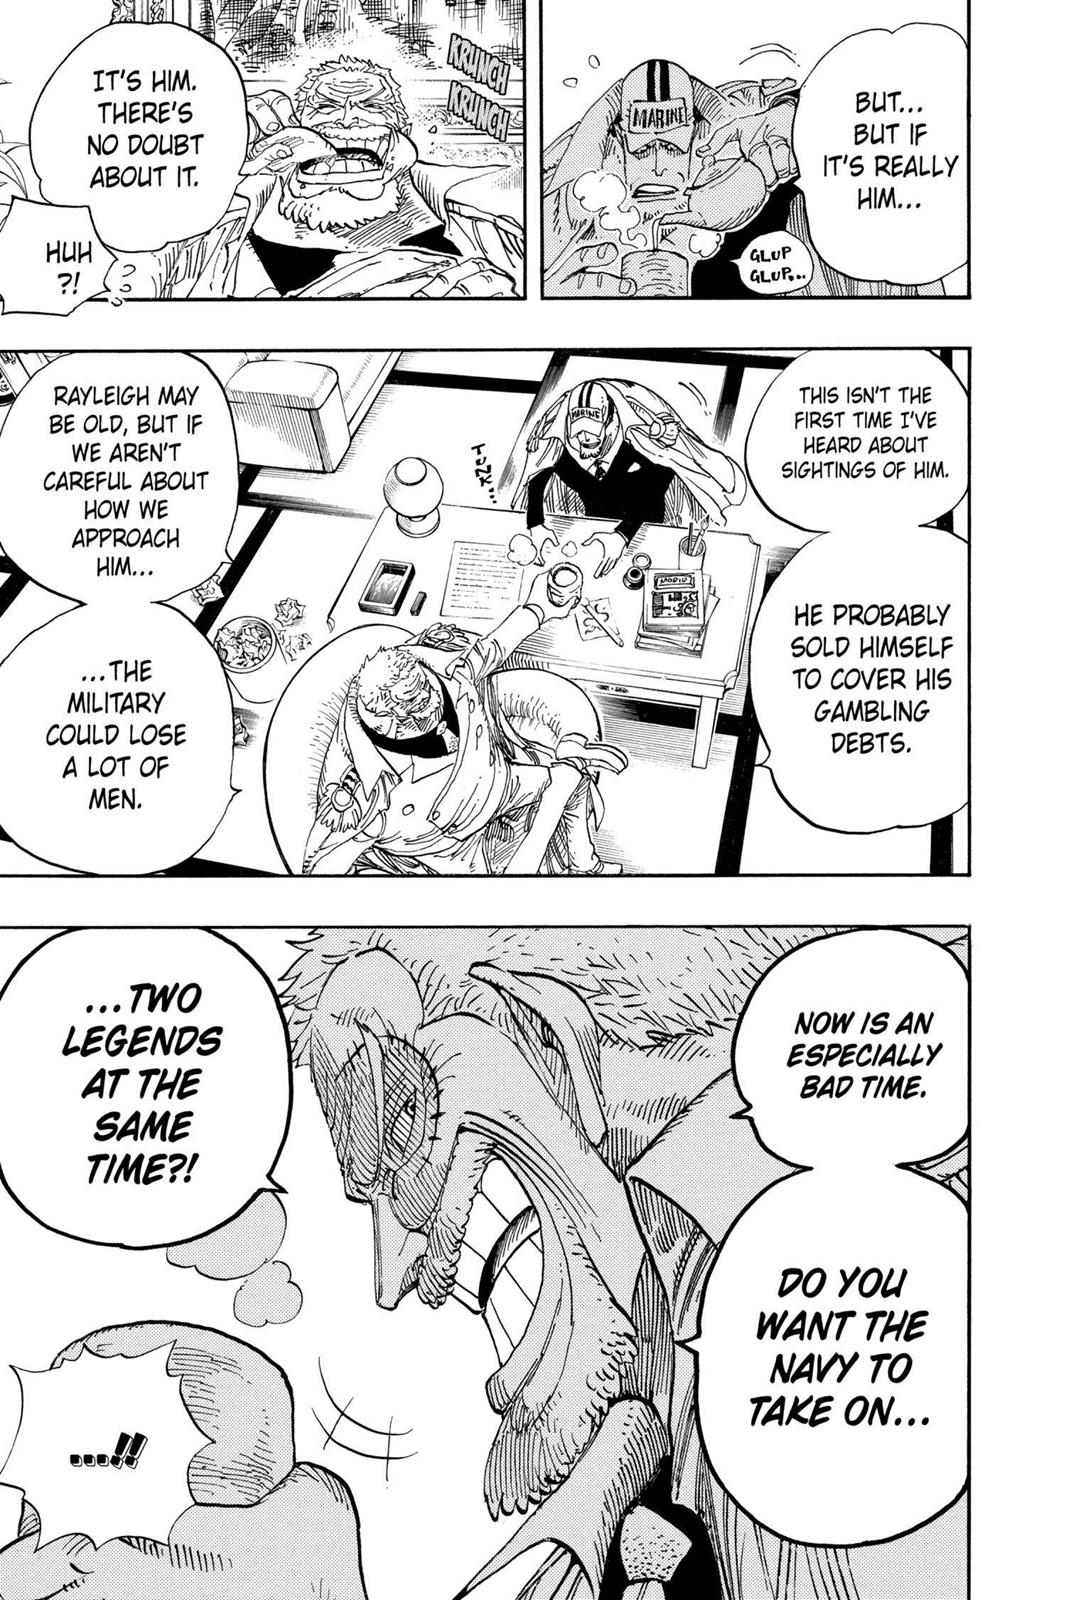 BUT...
BUT IF
IT'S REALLY
HIM...
MARINE
GLUP
GLUP...
KRUNCH
KRUNCH
IT'S HIM.
THERE'S
NO DOUBT
ABOUT IT.
HUH
?!
THIS ISN'T THE
FIRST TIME I'VE
HEARD ABOUT
SIGHTINGS OF HIM.
HE PROBABLY
SOLD HIMSELF
TO COVER HIS
GAMBLING
DEBTS.
MARINE
TUNK...
RAYLEIGH MAY
BE OLD, BUT IF
WE AREN'T
CAREFUL ABOUT
HOW WE
APPROACH
HIM...
...THE
MILITARY
COULD LOSE
A LOT OF
MEN.
NOW IS AN
ESPECIALLY
BAD TIME.
DO YOU
WANT THE
NAVY TO
TAKE ON...
...TWO
LEGENDS
AT THE
SAME
TIME?!
....!!